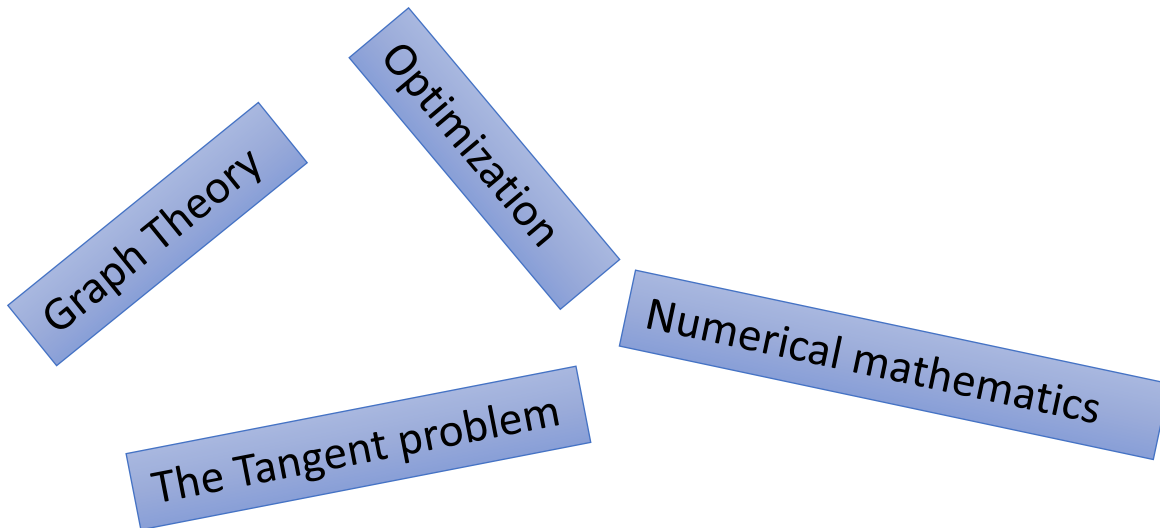 Optimization
Graph Theory
Numerical mathematics
The Tangent problem